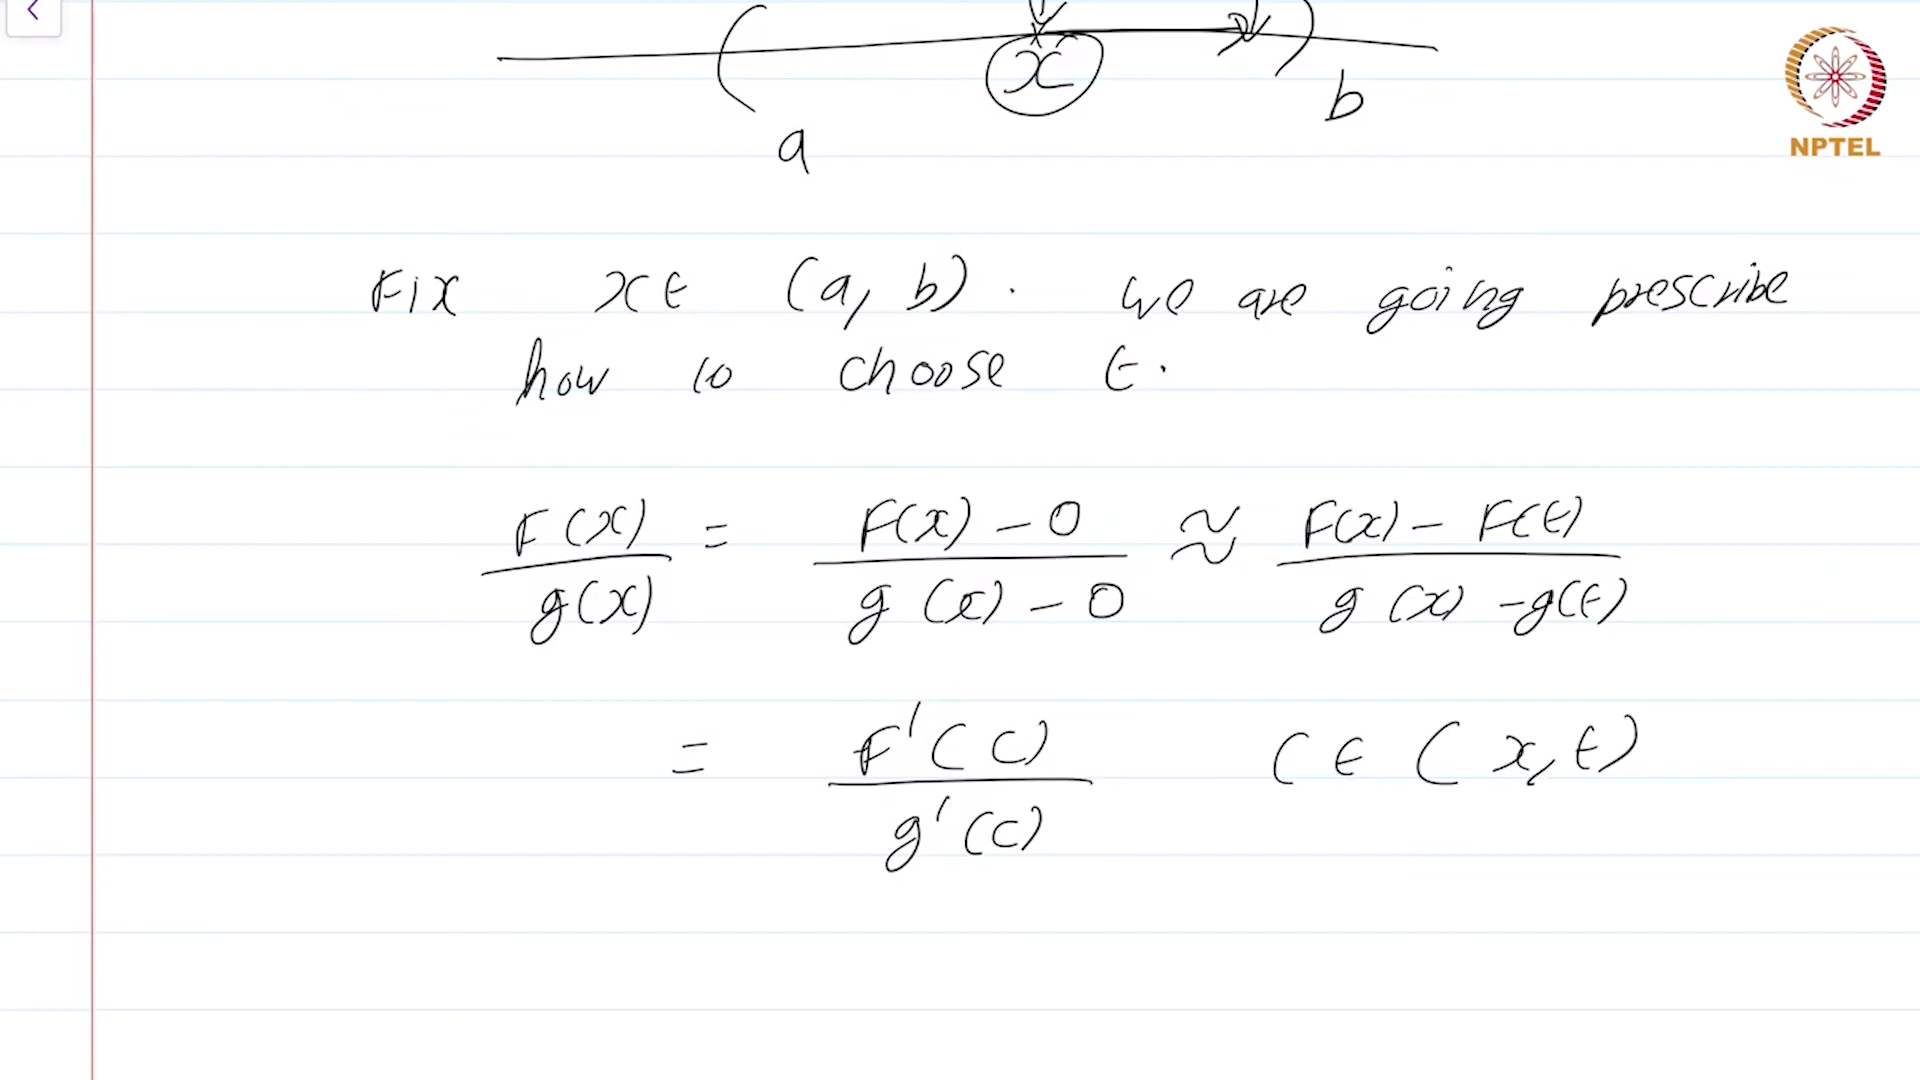 x
b
a
NPTEL
Fix x ∈ (a, b). we are going prescribe
how to choose t.
F(x)/g(x) = F(x) - 0 / g(x) - 0 ≈ F(x) - F(t) / g(x) - g(t)
= F'(c) / g'(c) c ∈ (x, t)